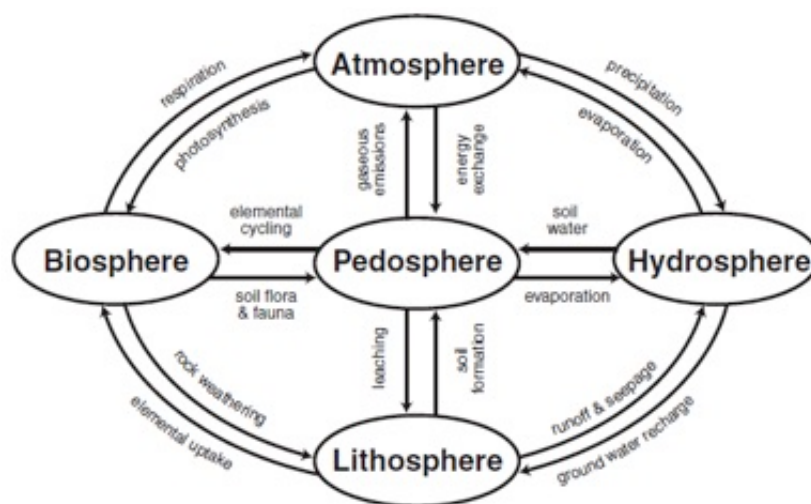 Atmosphere
respiration
photosynthesis
precipitation
evaporation
gaseous
emissions
energy
exchange
elemental
cycling
soil
water
Biosphere
Pedosphere
Hydrosphere
soil flora
& fauna
evaporation
leaching
soil
formation
rock weathering
elemental uptake
runoff & seepage
ground water recharge
Lithosphere